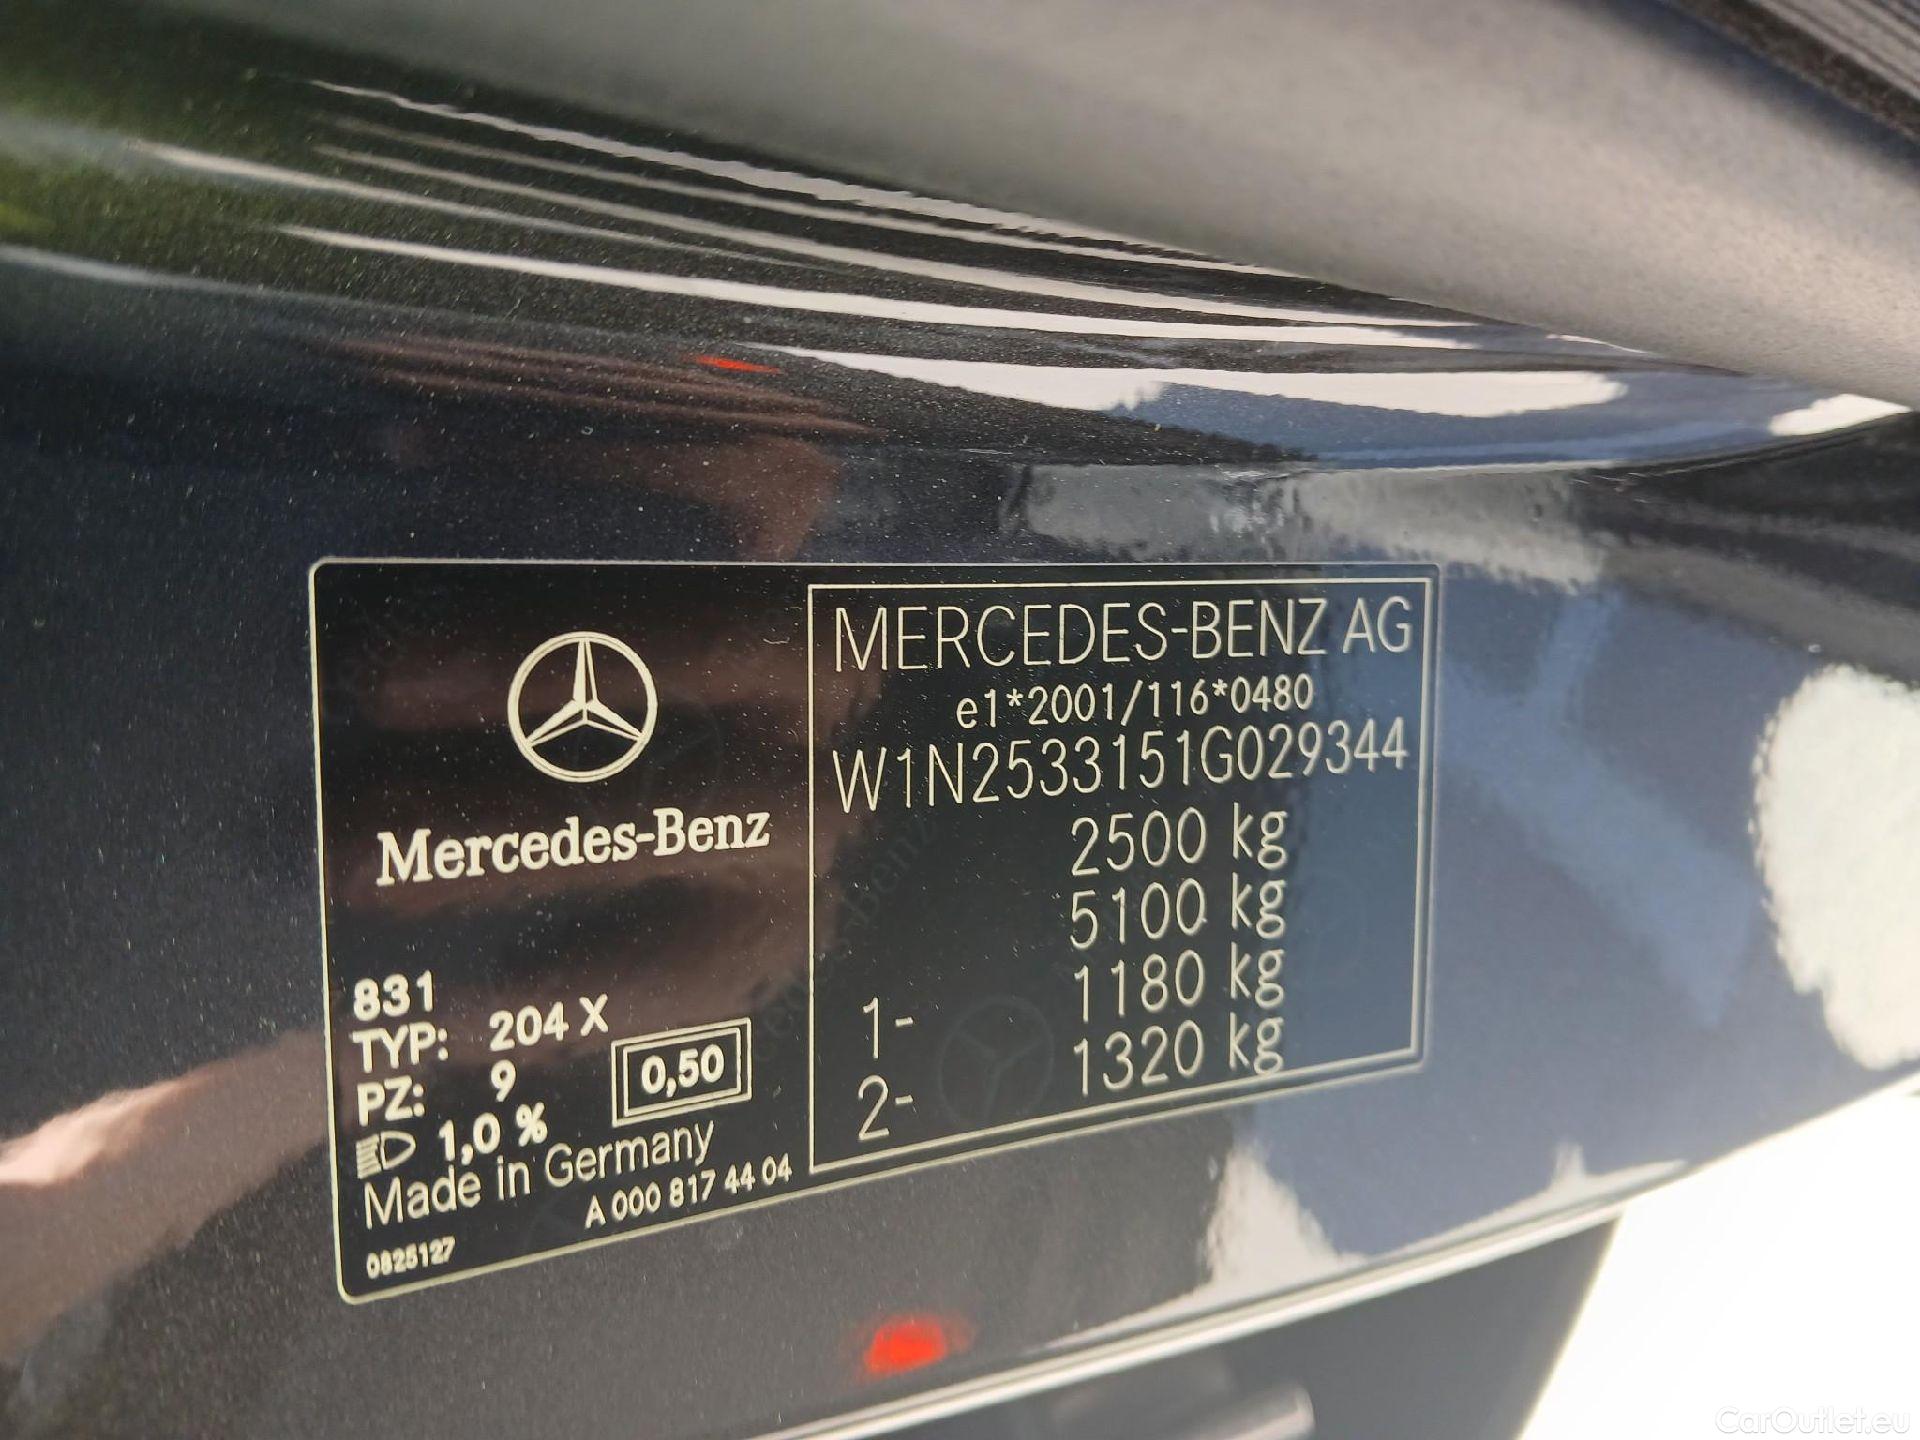 Mercedes-Benz
831
TYP: 204 X
PZ: 9
0,50
1,0 %
Made in Germany
A 000 817 44 04
0825127
MERCEDES-BENZ AG
e1*2001/116*0480
W1N2533151G029344
2500 kg
5100 kg
1- 1180 kg
2- 1320 kg
CarOutlet.eu